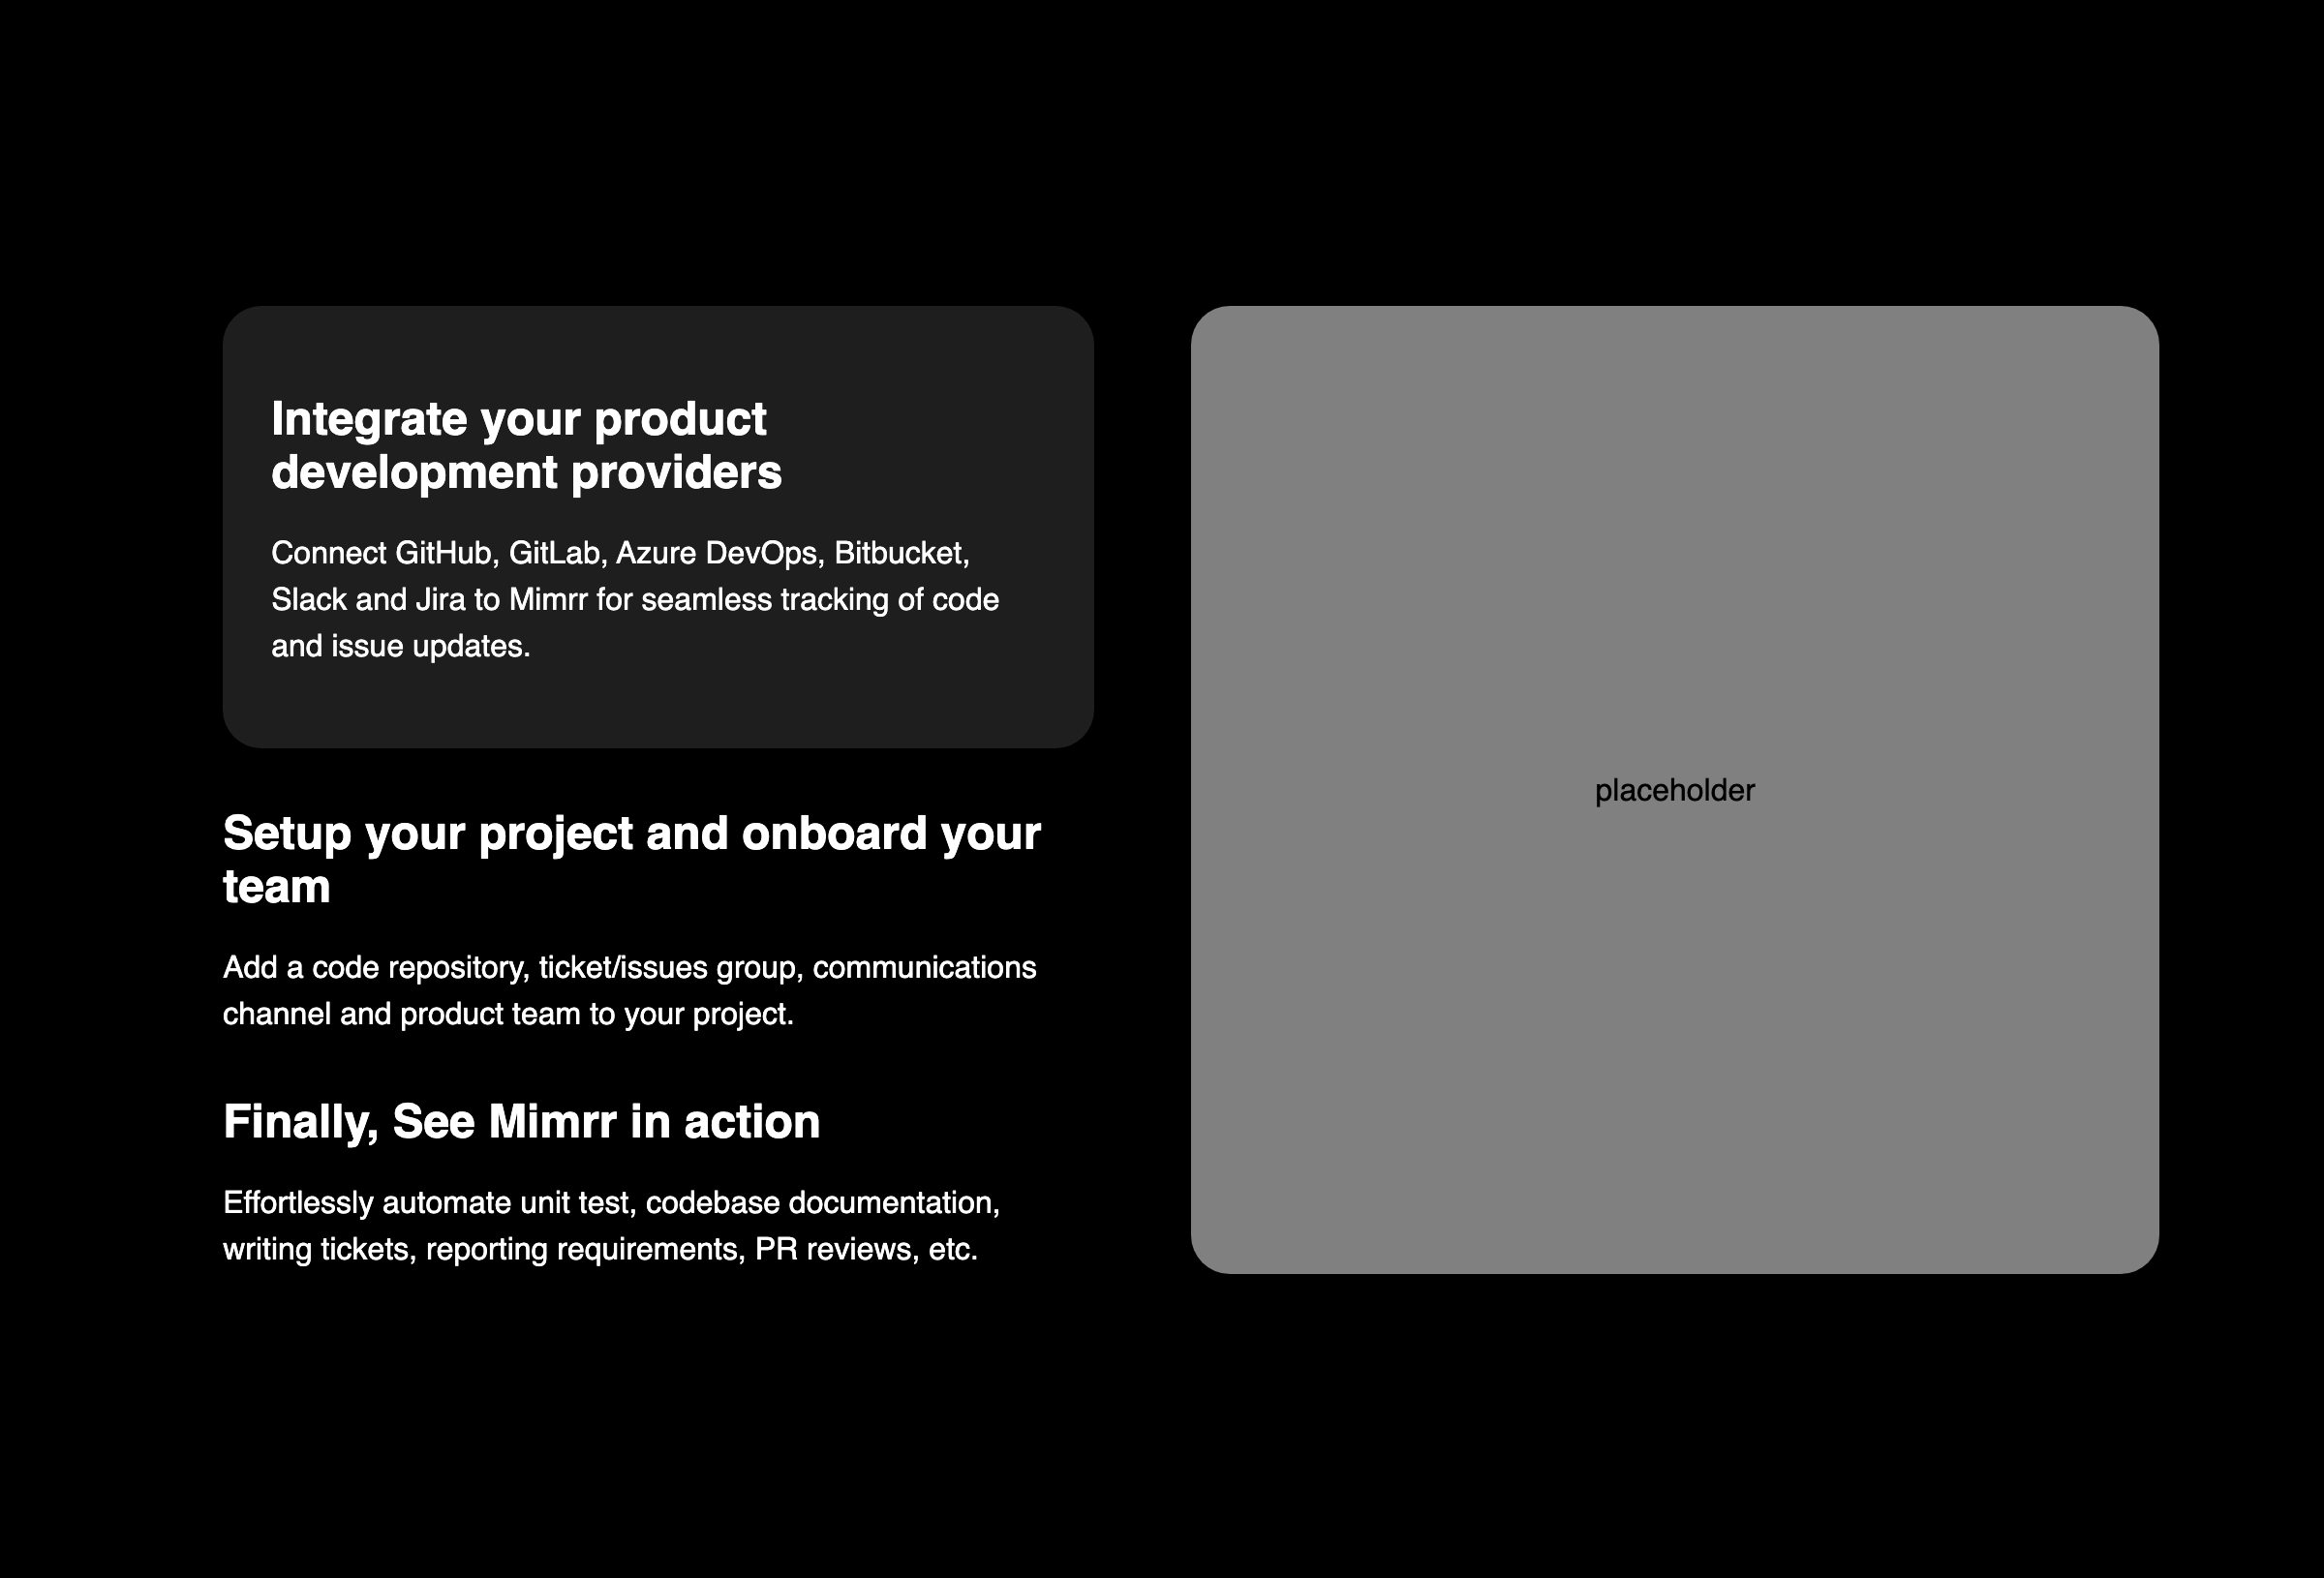 Integrate your product
development providers
Connect GitHub, GitLab, Azure DevOps, Bitbucket,
Slack and Jira to Mimrr for seamless tracking of code
and issue updates.
Setup your project and onboard your
team
Add a code repository, ticket/issues group, communications
channel and product team to your project.
Finally, See Mimrr in action
Effortlessly automate unit test, codebase documentation,
writing tickets, reporting requirements, PR reviews, etc.
placeholder